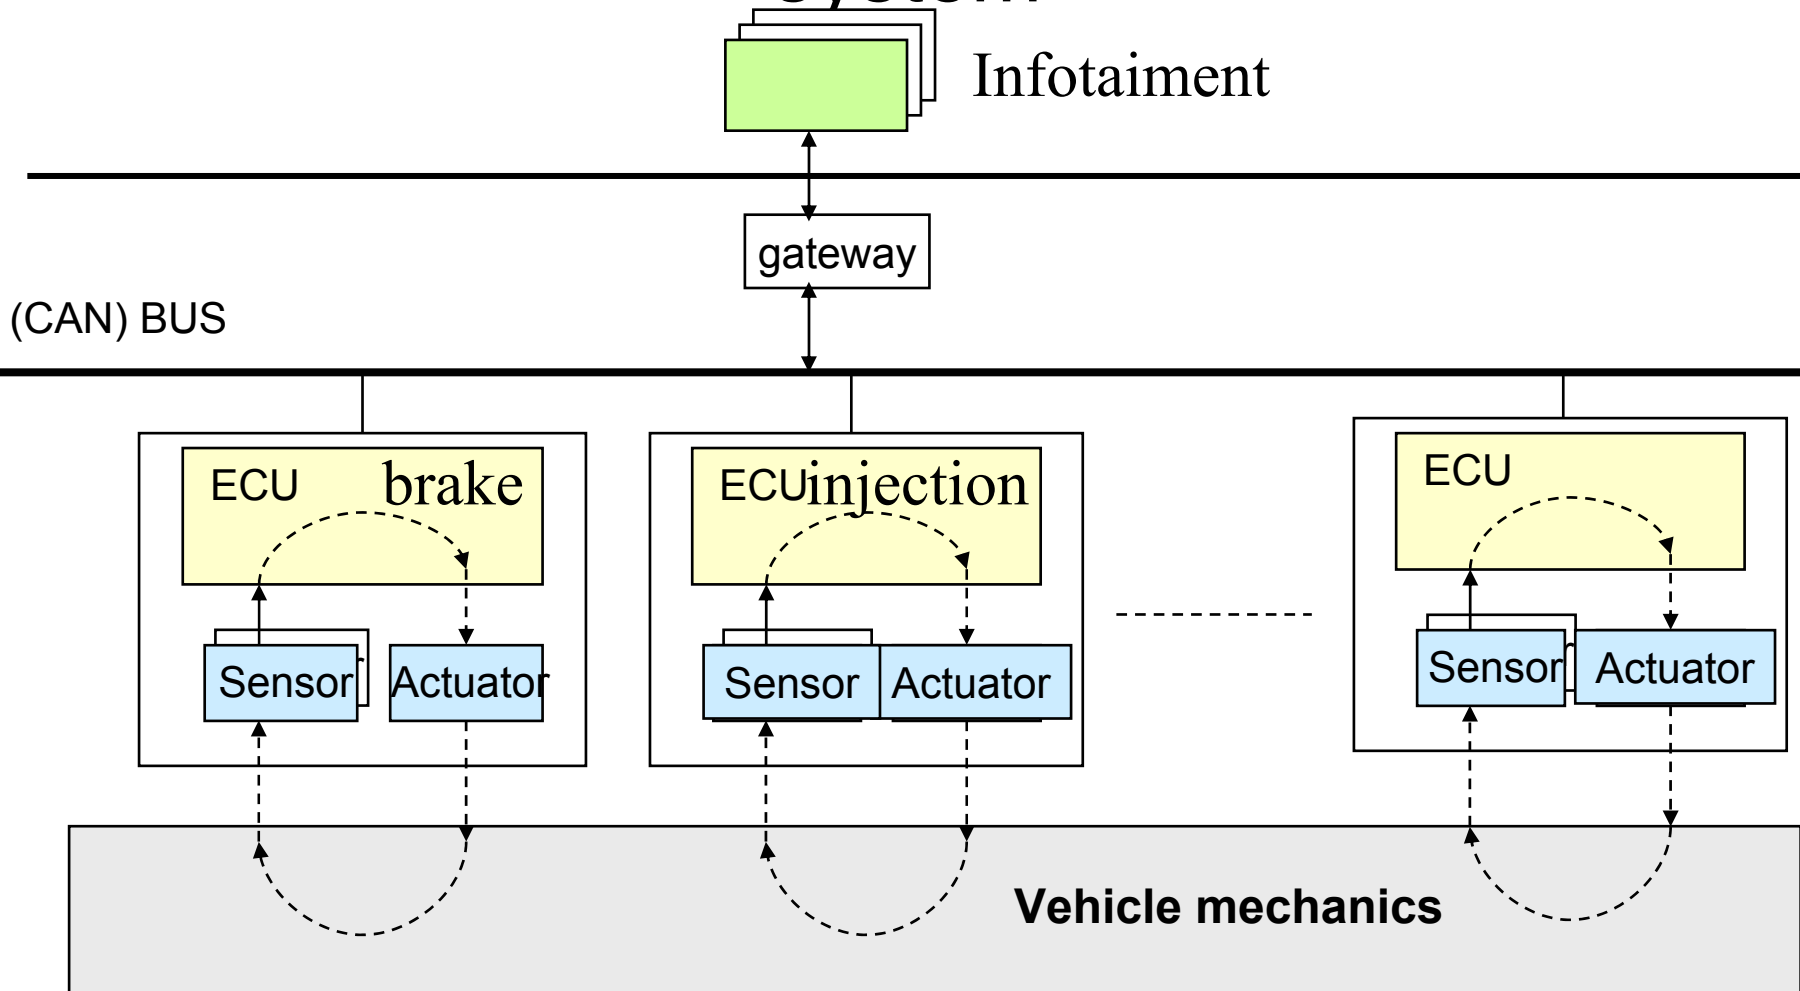 Infotaiment
gateway
(CAN) BUS
ECU brake
ECU injection
ECU
Sensor
Actuator
Sensor
Actuator
Sensor
Actuator
Vehicle mechanics